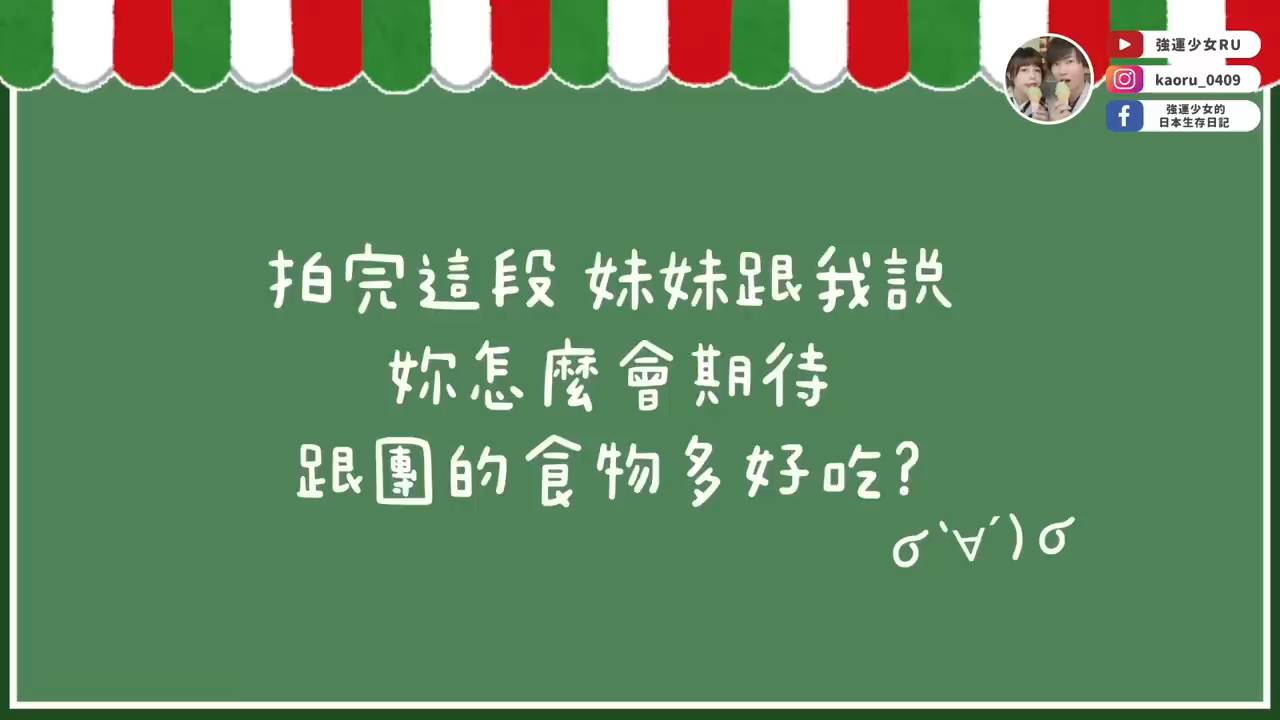 強運少女RU
kaoru_0409
強運少女的
日本生存日記
拍完這段 妹妹跟我説
妳怎麼會期待
跟團的食物多好吃?
σ`∀´)σ